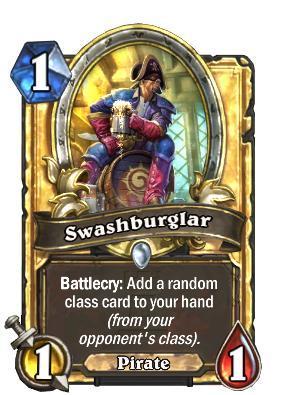 1
Swashburglar
Battlecry: Add a random
class card to your hand
(from your
opponent's class).
1
Pirate
1